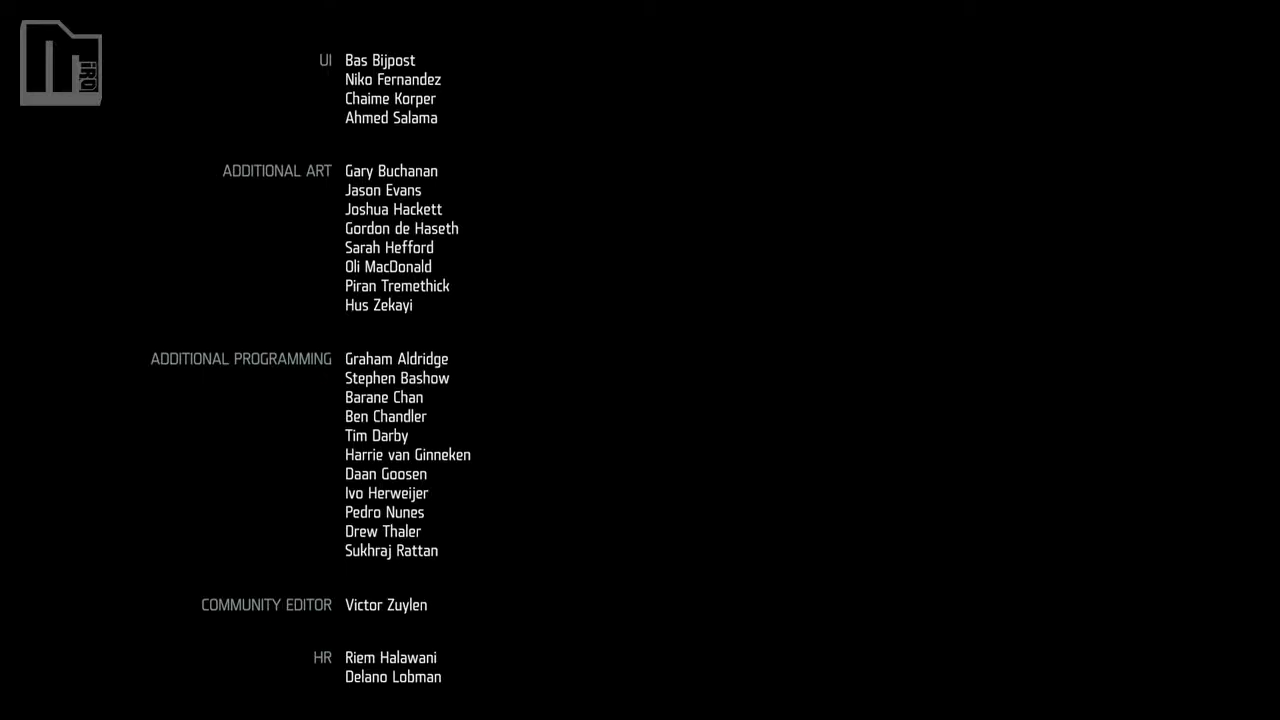 UI Bas Bijpost
Niko Fernandez
Chaime Korper
Ahmed Salama
ADDITIONAL ART Gary Buchanan
Jason Evans
Joshua Hackett
Gordon de Haseth
Sarah Hefford
Oli MacDonald
Piran Tremethick
Hus Zekayi
ADDITIONAL PROGRAMMING Graham Aldridge
Stephen Bashow
Barane Chan
Ben Chandler
Tim Darby
Harrie van Ginneken
Daan Goosen
Ivo Herweijer
Pedro Nunes
Drew Thaler
Sukhraj Rattan
COMMUNITY EDITOR Victor Zuylen
HR Riem Halawani
Delano Lobman